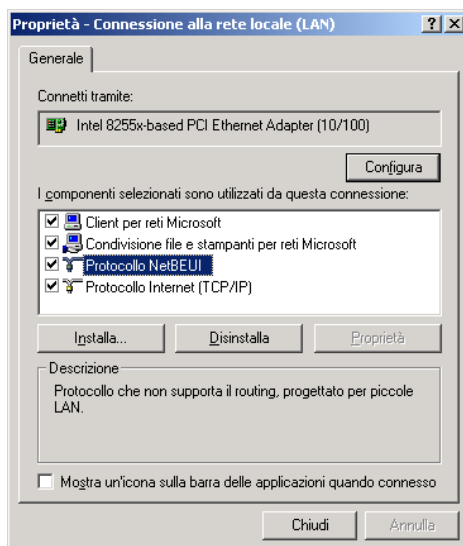 Proprietà - Connessione alla rete locale (LAN)
Generale
Connetti tramite:
Intel 8255x-based PCI Ethernet Adapter (10/100)
Configura
I componenti selezionati sono utilizzati da questa connessione:
Client per reti Microsoft
Condivisione file e stampanti per reti Microsoft
Protocollo NetBEUI
Protocollo Internet (TCP/IP)
Installa... Disinstalla Proprietà
Descrizione
Protocollo che non supporta il routing, progettato per piccole
LAN.
Mostra un'icona sulla barra delle applicazioni quando connesso
Chiudi Annulla